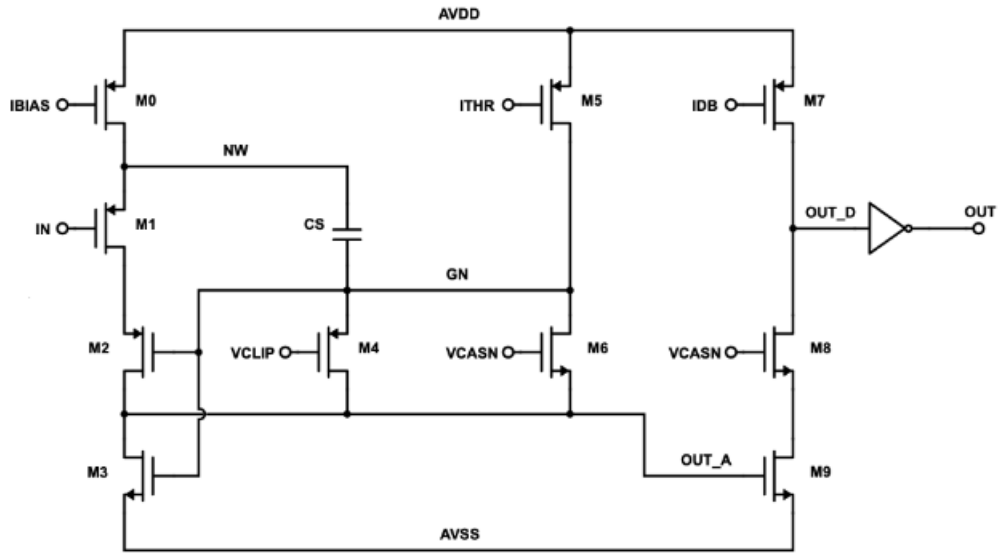 AVDD
IBIAS
M0
ITHR
M5
IDB
M7
NW
IN
M1
CS
OUT_D
OUT
GN
M2
VCLIP
M4
VCASN
M6
VCASN
M8
M3
OUT_A
M9
AVSS